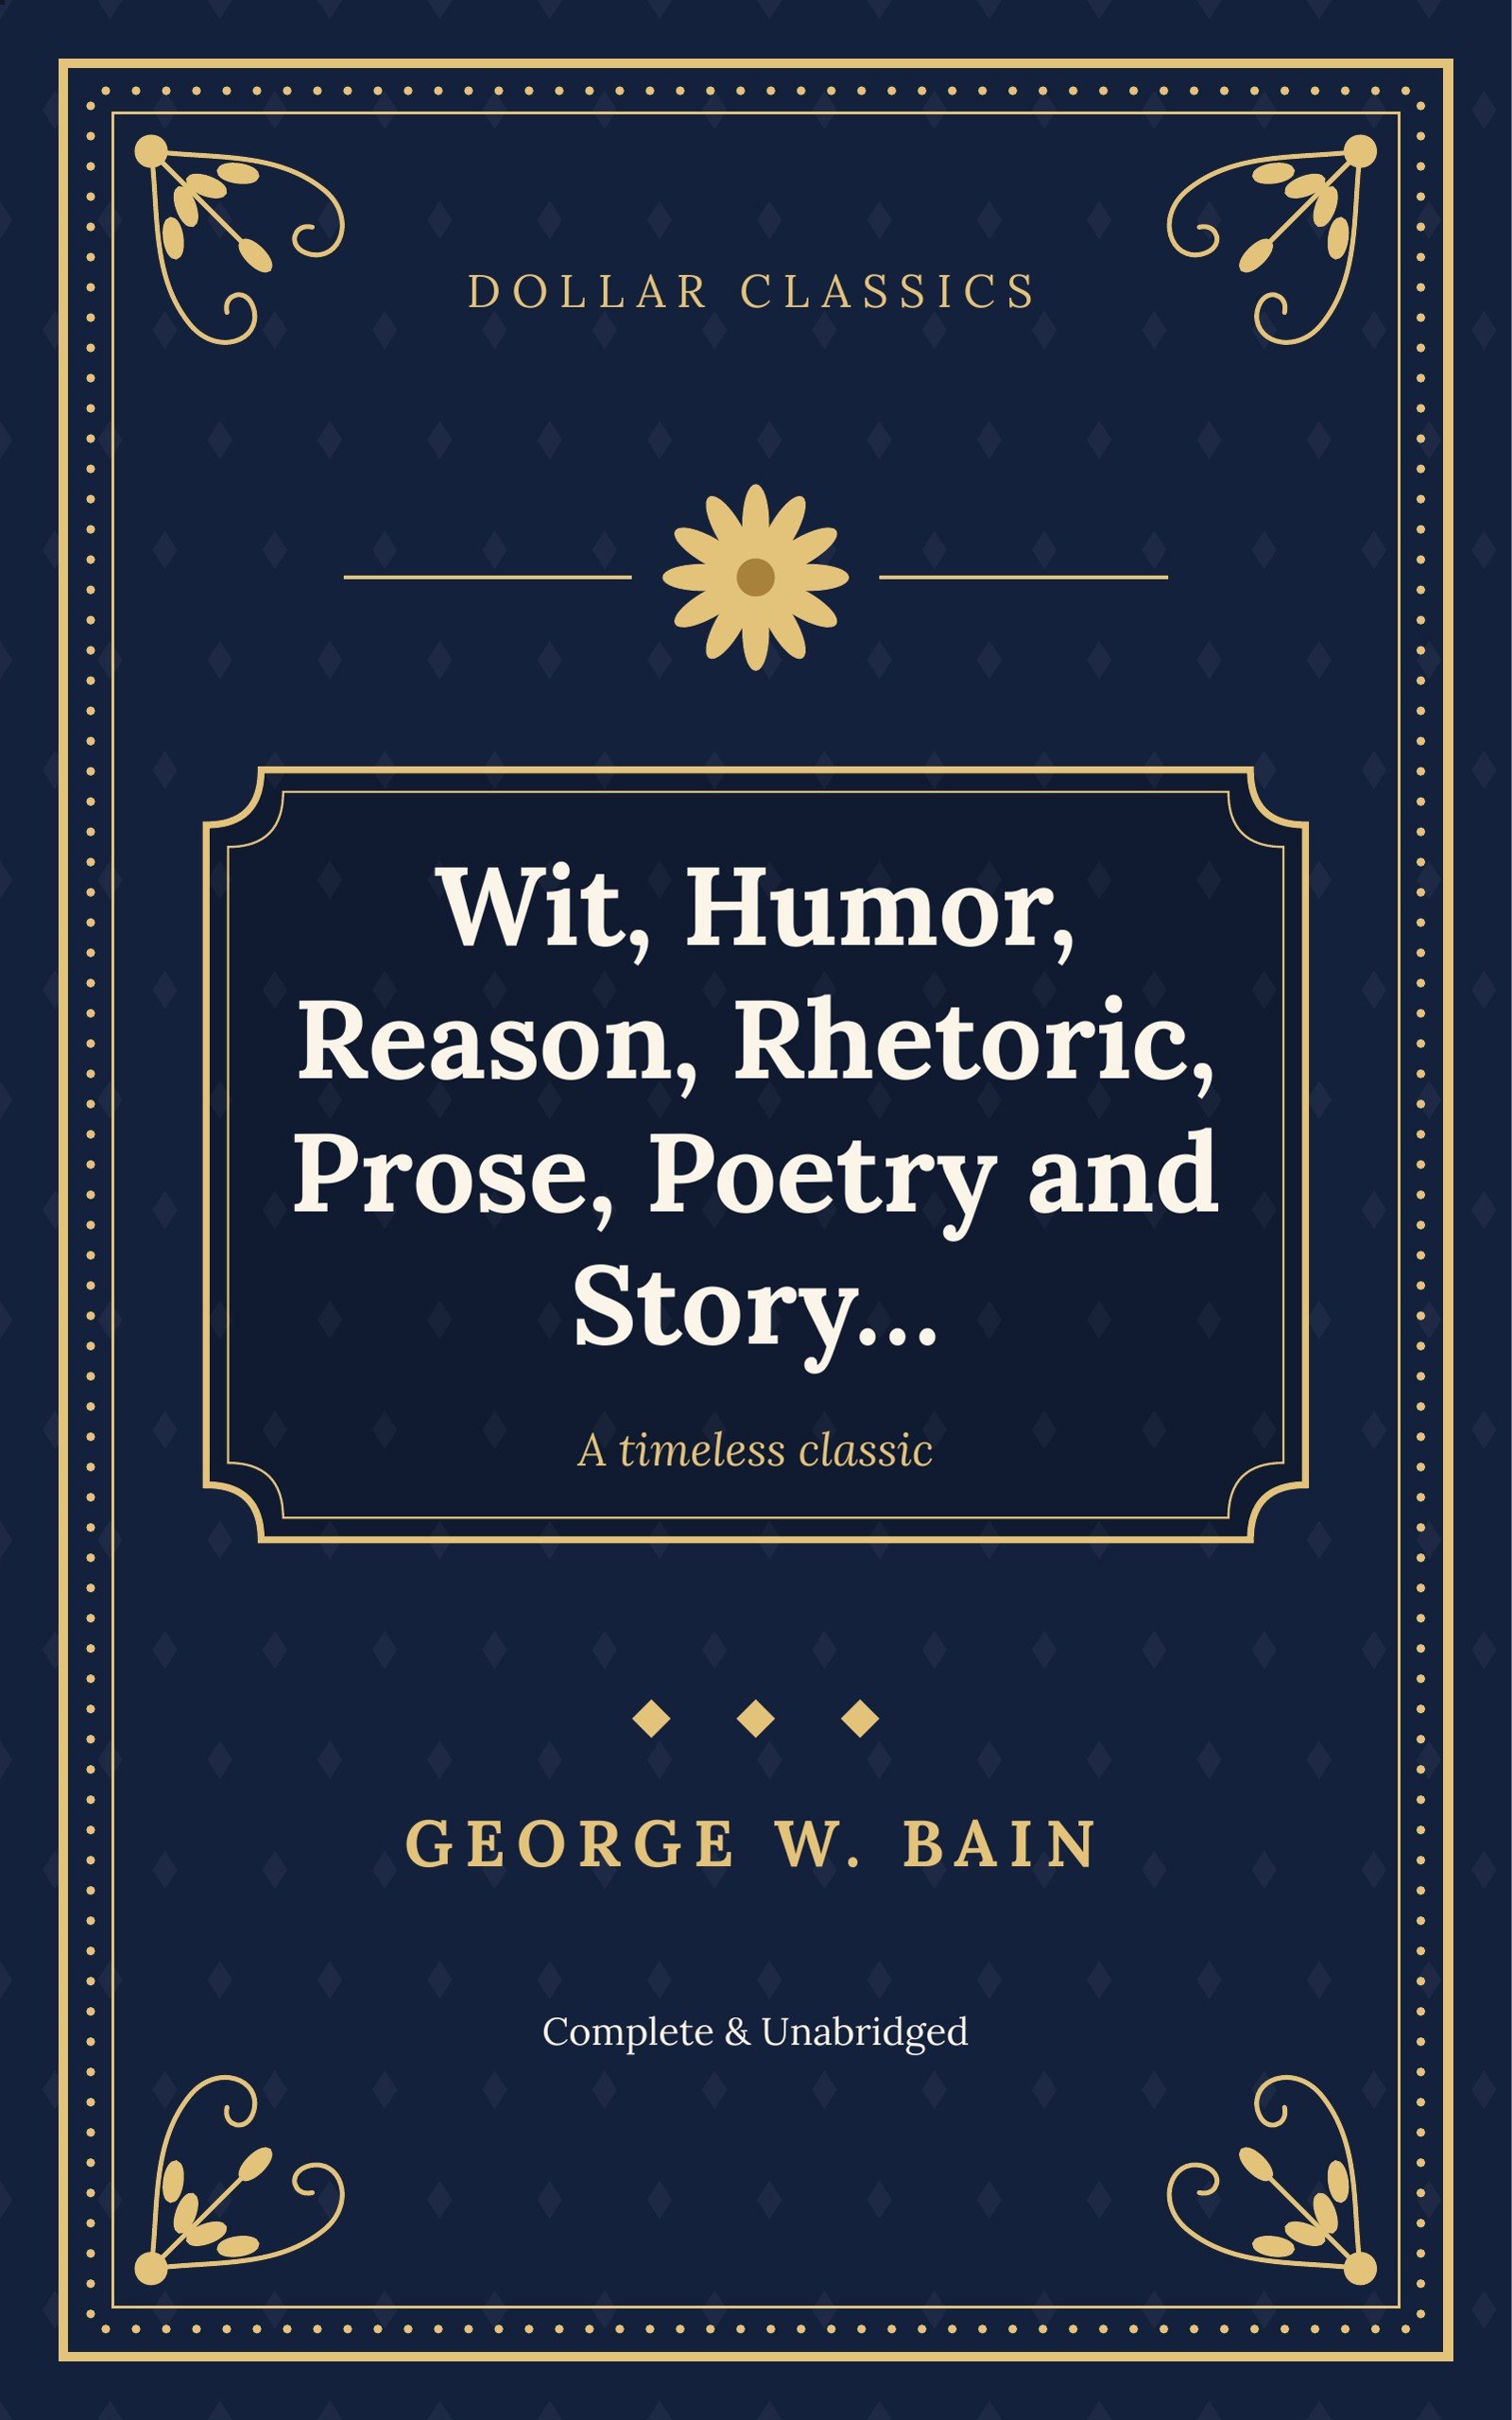 DOLLAR CLASSICS
Wit, Humor,
Reason, Rhetoric,
Prose, Poetry and
Story...
A timeless classic
GEORGE W. BAIN
Complete & Unabridged